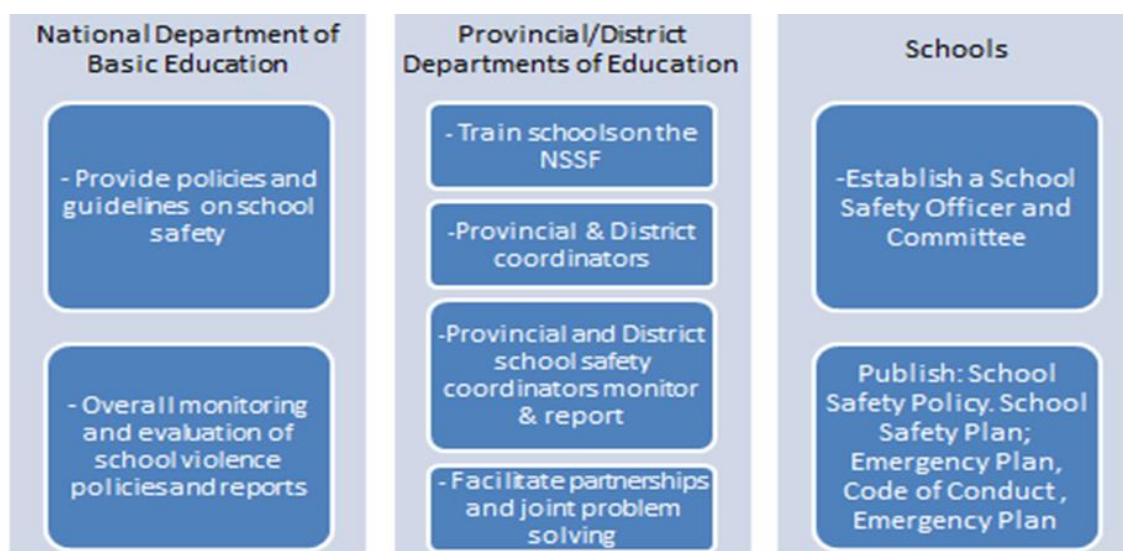 National Department of
Basic Education
- Provide policies and
guidelines on school
safety
- Overall monitoring
and evaluation of
school violence
policies and reports
Provincial/District
Departments of Education
- Train schools on the
NSSF
-Provincial & District
coordinators
-Provincial and District
school safety
coordinators monitor
& report
- Facilitate partnerships
and joint problem
solving
Schools
-Establish a School
Safety Officer and
Committee
Publish: School
Safety Policy. School
Safety Plan;
Emergency Plan,
Code of Conduct ,
Emergency Plan